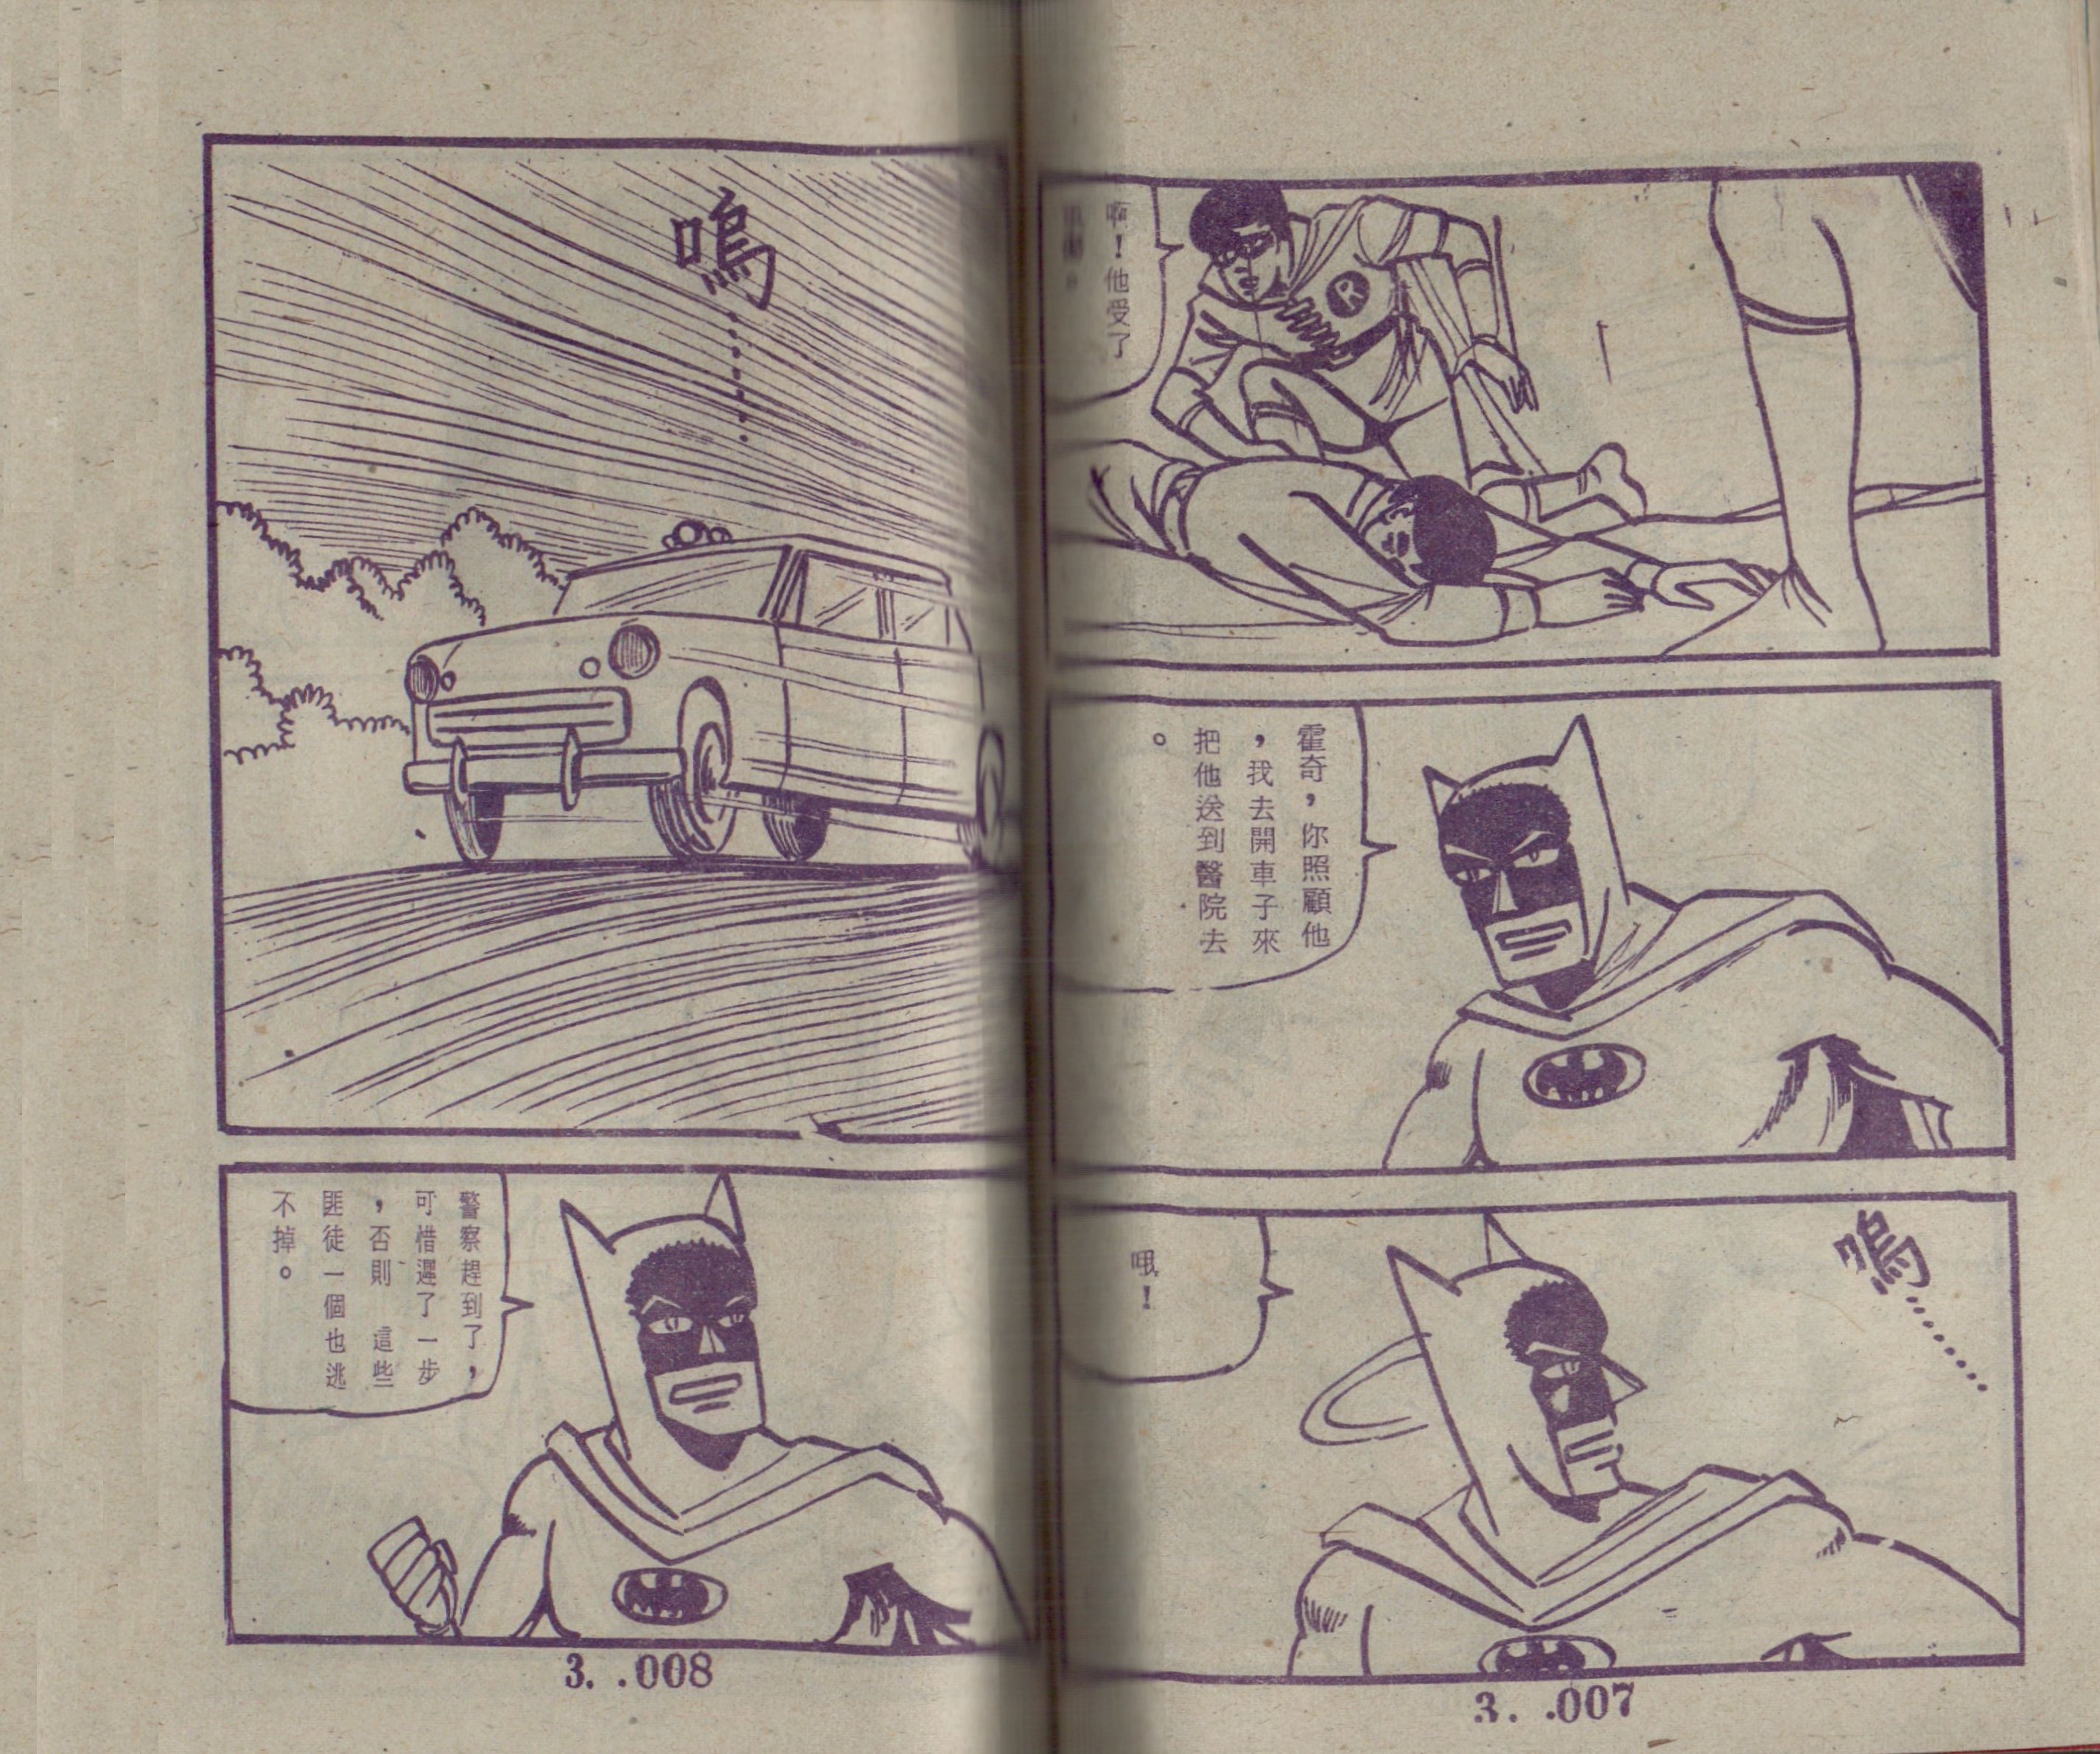 啊！他受了
R
霍奇，你照顧他
，我去開車子來
把他送到醫院去
。
嗚……
哦！
3. .007
嗚……
警察趕到了，
可惜遲了一步
，否則 這些
匪徒一個也逃
不掉。
3. .008